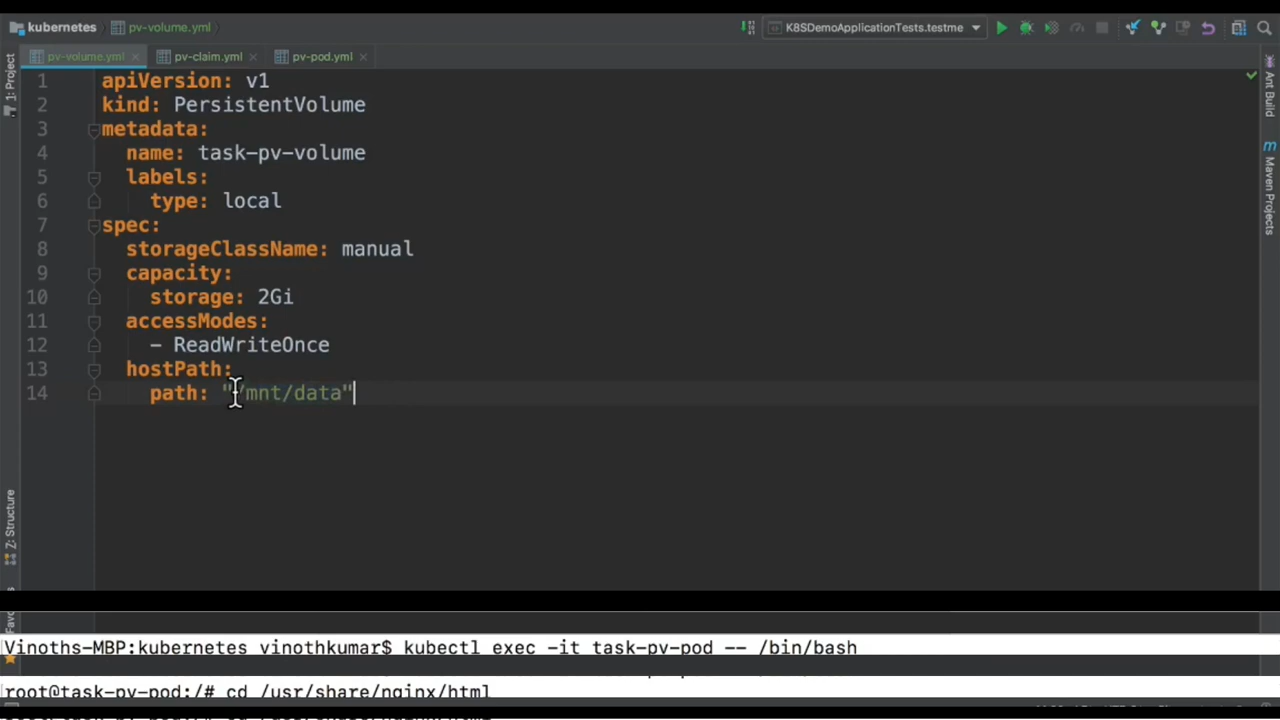 kubernetes pv-volume.yml K8SDemoApplicationTests.testme
pv-volume.yml pv-claim.yml pv-pod.yml
1: Project
Ant Build
Maven Projects
Z: Structure
1 apiVersion: v1
2 kind: PersistentVolume
3 metadata:
4 name: task-pv-volume
5 labels:
6 type: local
7 spec:
8 storageClassName: manual
9 capacity:
10 storage: 2Gi
11 accessModes:
12 - ReadWriteOnce
13 hostPath:
14 path: "/mnt/data"
Vinoths-MBP:kubernetes vinothkumar$ kubectl exec -it task-pv-pod -- /bin/bash
root@task-pv-pod:/# cd /usr/share/nginx/html